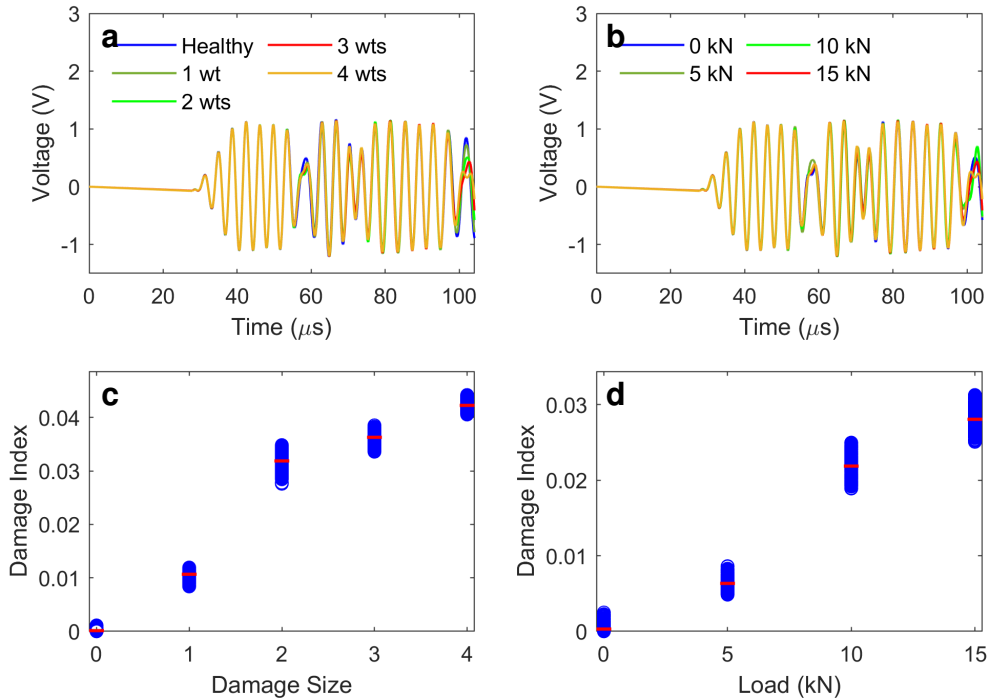 a
Healthy
3 wts
1 wt
4 wts
2 wts
3
2
1
0
-1
Voltage (V)
0 20 40 60 80 100
Time (μs)
b
0 kN
10 kN
5 kN
15 kN
3
2
1
0
-1
Voltage (V)
0 20 40 60 80 100
Time (μs)
c
0.04
0.03
0.02
0.01
0
Damage Index
0 1 2 3 4
Damage Size
d
0.03
0.02
0.01
0
Damage Index
0 5 10 15
Load (kN)